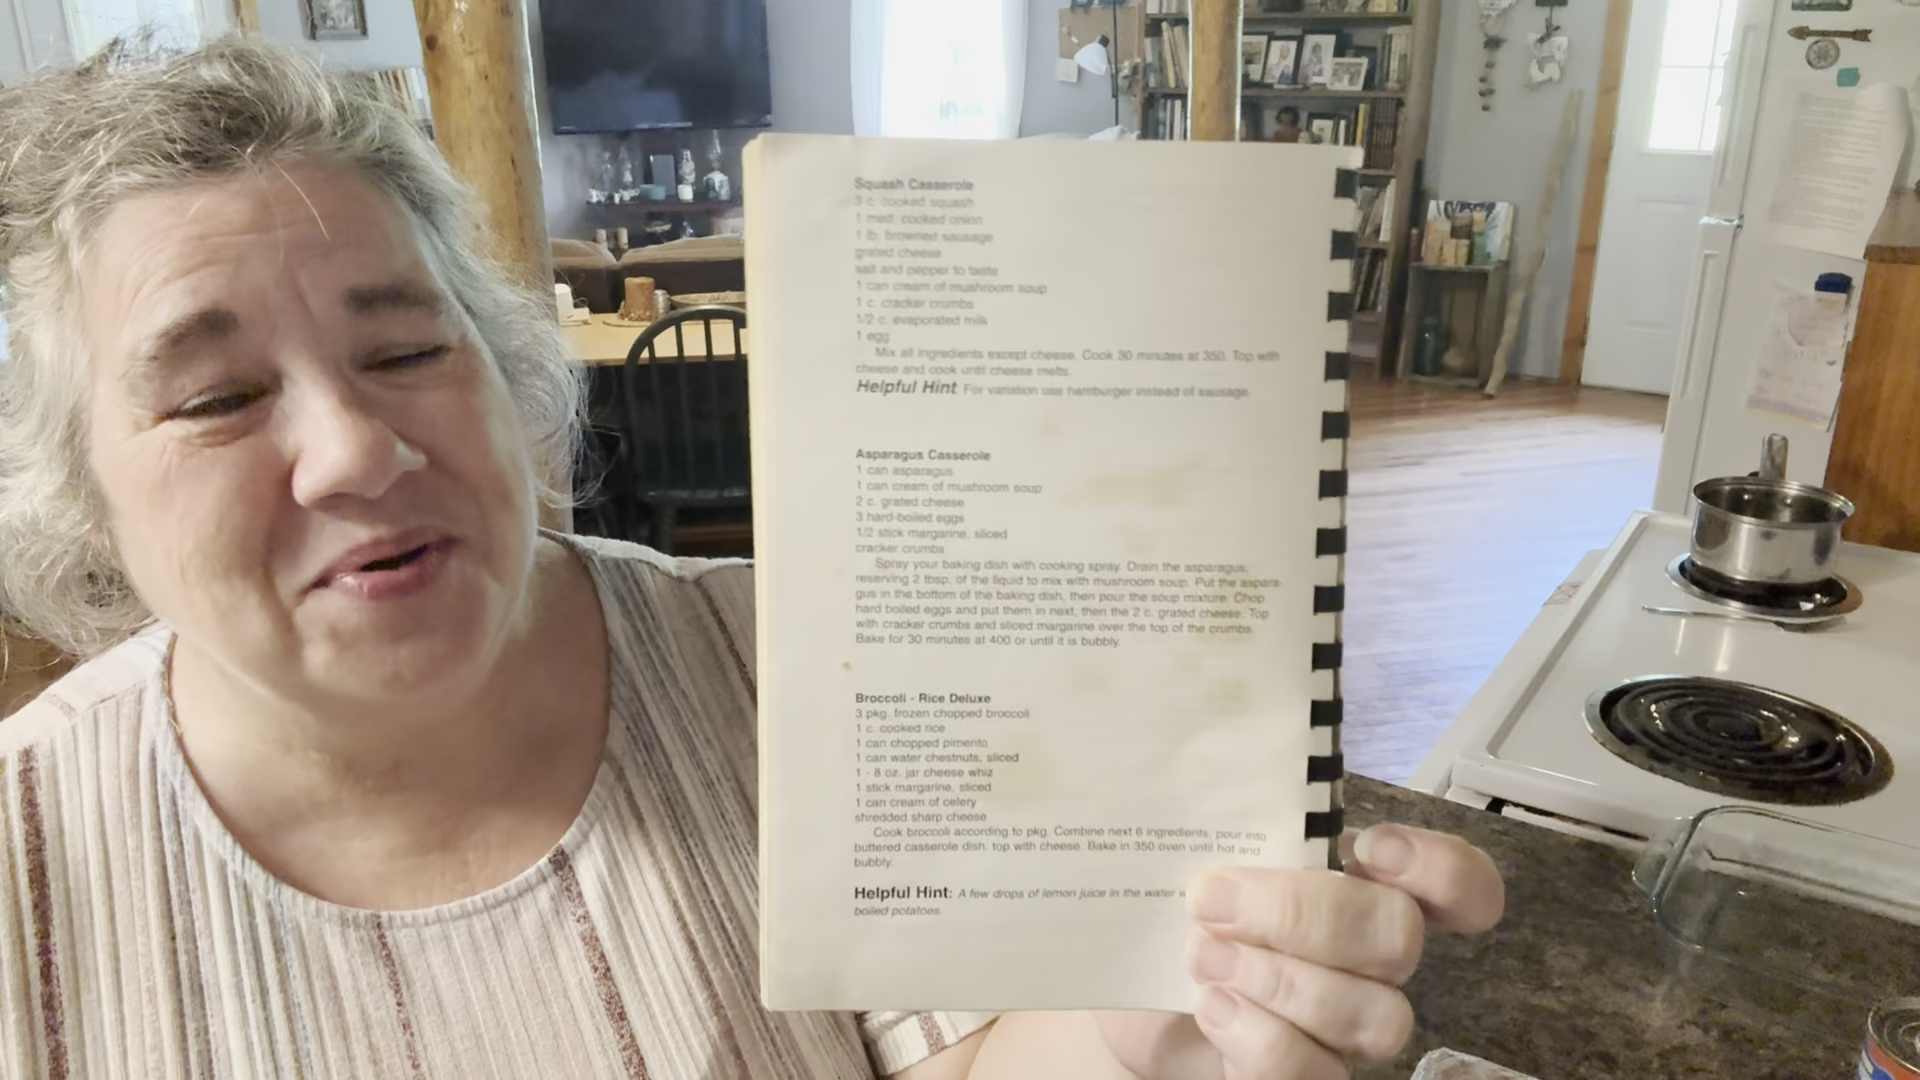 Squash Casserole
3 c. cooked squash
1 med. cooked onion
1 lb. browned sausage
grated cheese
salt and pepper to taste
1 can cream of mushroom soup
1 c. cracker crumbs
1/2 c. evaporated milk
1 egg
Mix all ingredients except cheese. Cook 30 minutes at 350. Top with
cheese and cook until cheese melts.
Helpful Hint For variation use hamburger instead of sausage.
Asparagus Casserole
1 can asparagus
1 can cream of mushroom soup
2 c. grated cheese
3 hard-boiled eggs
1/2 stick margarine, sliced
cracker crumbs
Spray your baking dish with cooking spray. Drain the asparagus,
reserving 2 tbsp. of the liquid to mix with mushroom soup. Put the aspara-
gus in the bottom of the baking dish, then pour the soup mixture. Chop
hard boiled eggs and put them in next, then the 2 c. grated cheese. Top
with cracker crumbs and sliced margarine over the top of the crumbs.
Bake for 30 minutes at 400 or until it is bubbly.
Broccoli - Rice Deluxe
3 pkg. frozen chopped broccoli
1 c. cooked rice
1 can chopped pimento
1 can water chestnuts, sliced
1 - 8 oz. jar cheese whiz
1 stick margarine, sliced
1 can cream of celery
shredded sharp cheese
Cook broccoli according to pkg. Combine next 6 ingredients, pour into
buttered casserole dish, top with cheese. Bake in 350 oven until hot and
bubbly.
Helpful Hint: A few drops of lemon juice in the water
boiled potatoes.